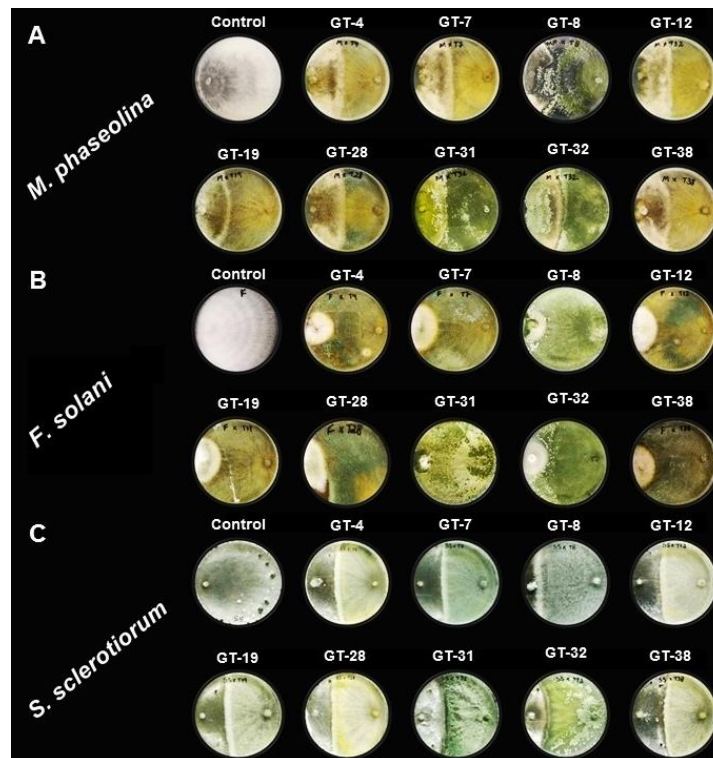 A
Control GT-4 GT-7 GT-8 GT-12
M. phaseolina
GT-19 GT-28 GT-31 GT-32 GT-38
B
Control GT-4 GT-7 GT-8 GT-12
F. solani
GT-19 GT-28 GT-31 GT-32 GT-38
C
Control GT-4 GT-7 GT-8 GT-12
S. sclerotiorum
GT-19 GT-28 GT-31 GT-32 GT-38